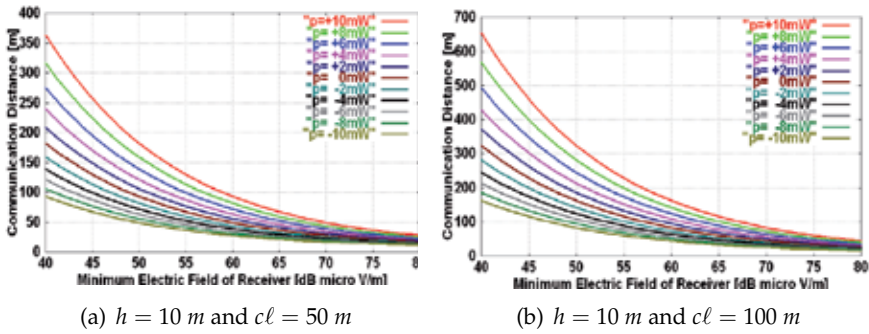 400
350
300
250
200
150
100
50
0
Communication Distance [m]
"p=+10mW"
"p= +8mW"
"p= +6mW"
"p= +4mW"
"p= +2mW"
"p= 0mW"
"p= -2mW"
"p= -4mW"
"p= -6mW"
"p= -8mW"
"p= -10mW"
40 45 50 55 60 65 70 75 80
Minimum Electric Field of Receiver [dB micro V/m]
(a) h = 10 m and cℓ = 50 m
700
600
500
400
300
200
100
0
Communication Distance [m]
"p=+10mW"
"p= +8mW"
"p= +6mW"
"p= +4mW"
"p= +2mW"
"p= 0mW"
"p= -2mW"
"p= -4mW"
"p= -6mW"
"p= -8mW"
"p= -10mW"
40 45 50 55 60 65 70 75 80
Minimum Electric Field of Receiver [dB micro V/m]
(b) h = 10 m and cℓ = 100 m